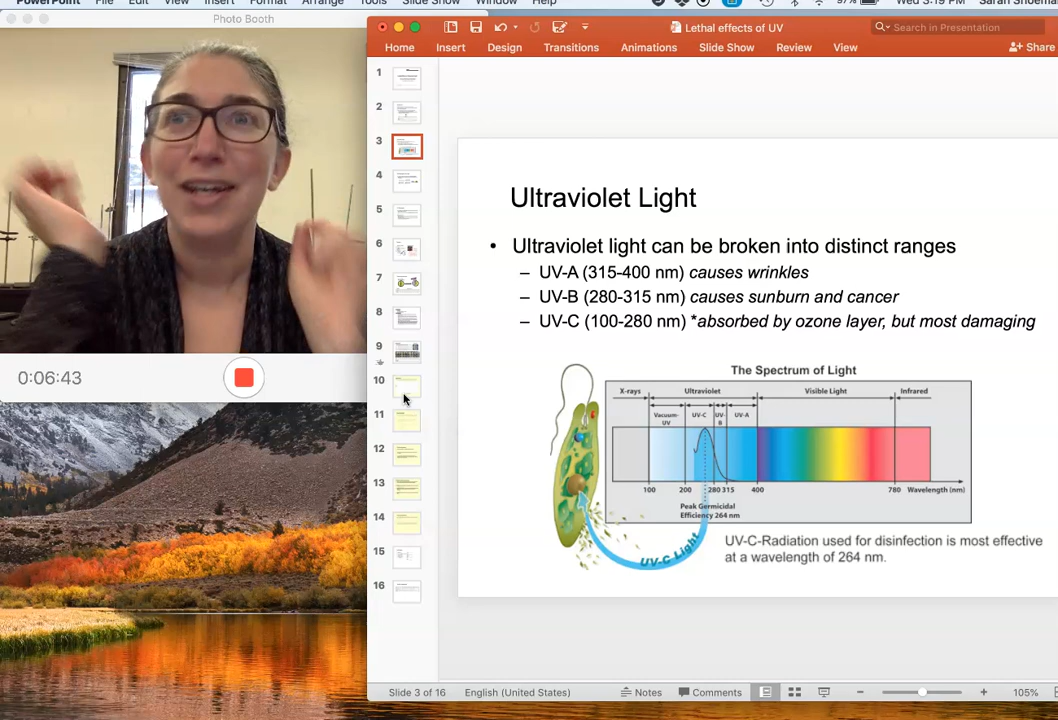 PowerPoint File Edit View Insert Format Arrange Tools Slide Show Window Help 97% Wed 3:19 PM Sarah
Photo Booth
0:06:43
Lethal effects of UV
Search in Presentation
Home Insert Design Transitions Animations Slide Show Review View Share
1
2
3
4
5
6
7
8
9
10
11
12
13
14
15
16
Ultraviolet Light
• Ultraviolet light can be broken into distinct ranges
– UV-A (315-400 nm) causes wrinkles
– UV-B (280-315 nm) causes sunburn and cancer
– UV-C (100-280 nm) *absorbed by ozone layer, but most damaging
The Spectrum of Light
X-rays Ultraviolet Visible Light Infrared
Vacuum-UV UV-C UV-B UV-A
100 200 280 315 400 780 Wavelength (nm)
Peak Germicidal
Efficiency 264 nm
UV-C Light
UV-C-Radiation used for disinfection is most effective
at a wavelength of 264 nm.
Slide 3 of 16 English (United States) Notes Comments 105%